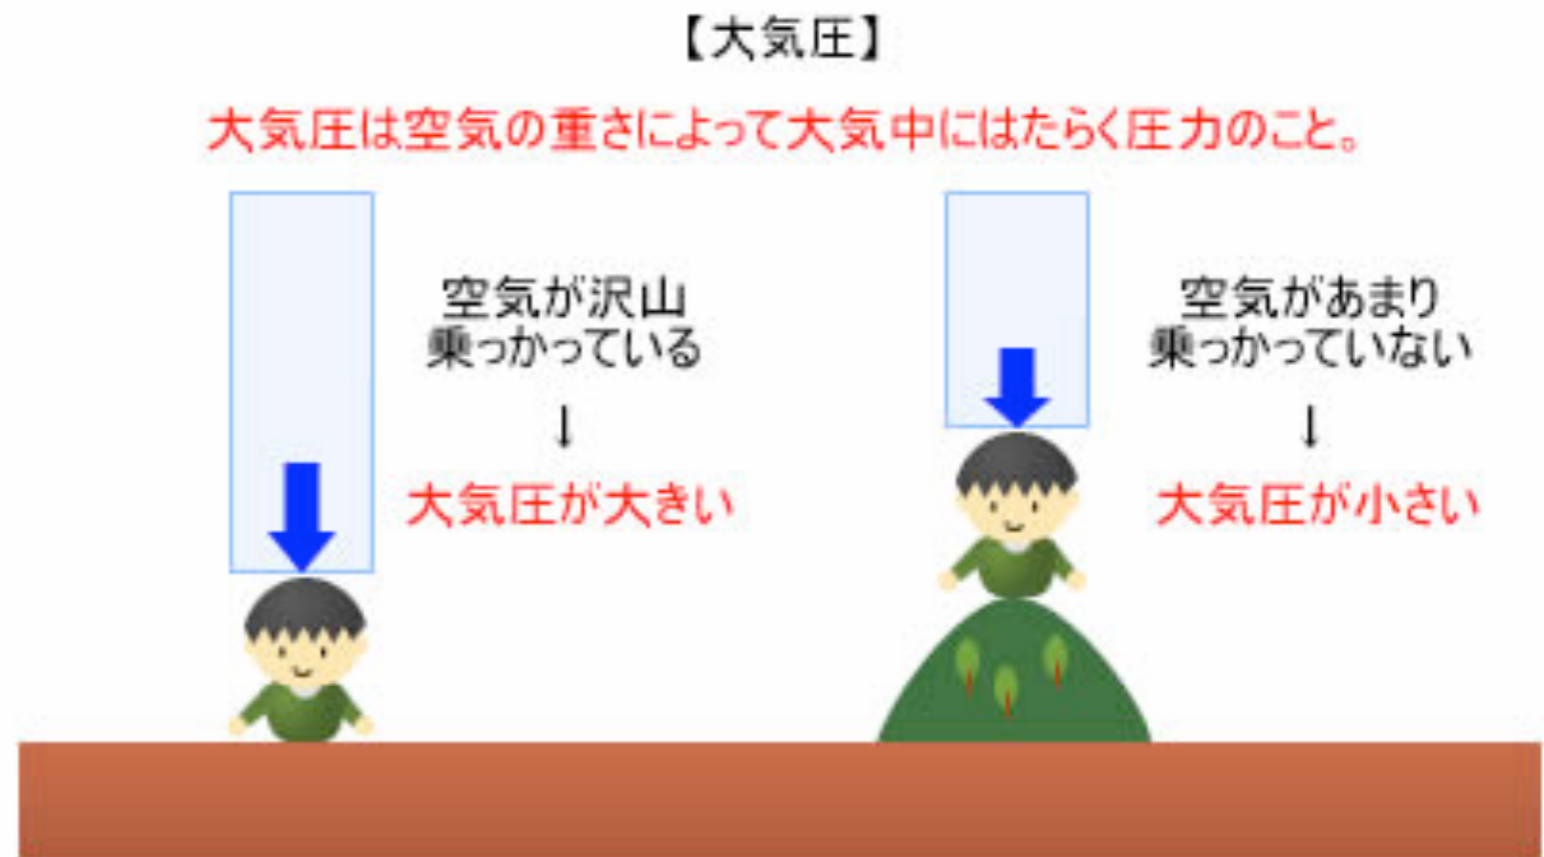 【大気圧】
大気圧は空気の重さによって大気中にはたらく圧力のこと。
空気が沢山
乗っかっている
↓
大気圧が大きい
空気があまり
乗っかっていない
↓
大気圧が小さい